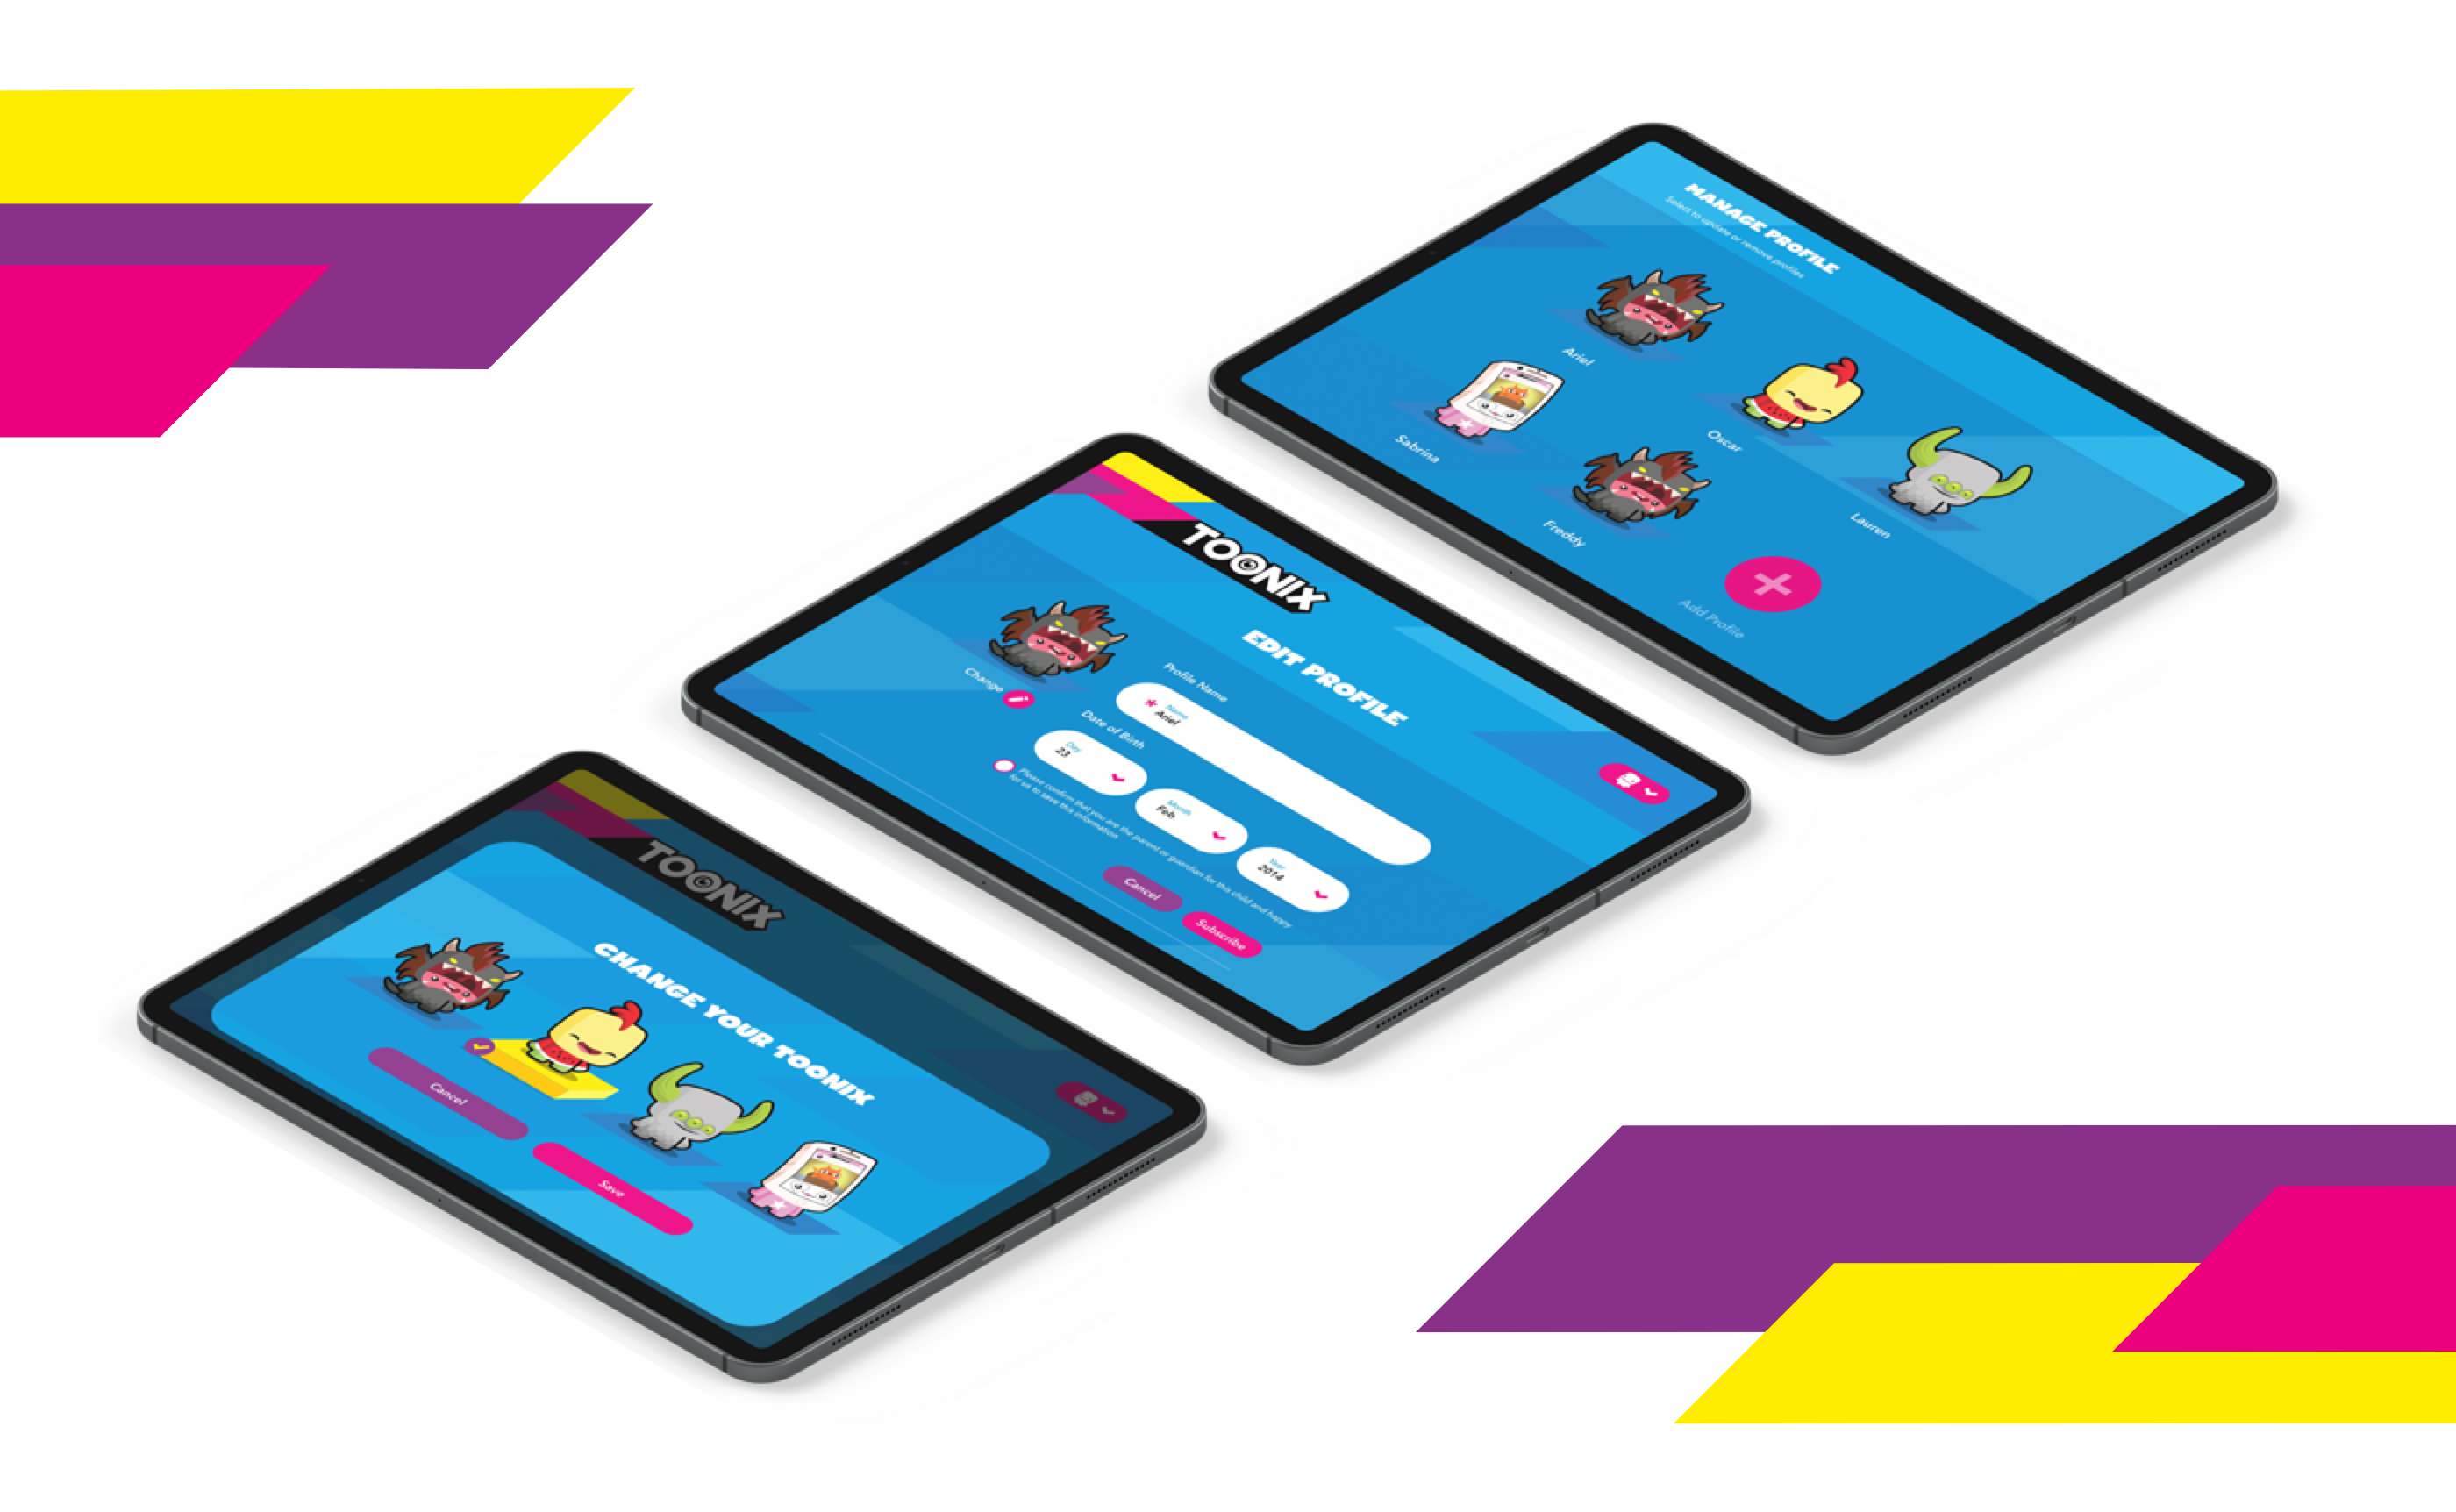 MANAGE PROFILE
Select to update or remove profiles
Ariel
Oscar
Lauren
Sabrina
Freddy
Add Profile
TOONIX
EDIT PROFILE
Change
Profile Name
* Name
Ariel
Date of Birth
Day
23
Month
Feb
Year
2014
Please confirm that you are the parent or guardian for this child and happy
for us to save this information
Cancel
Subscribe
TOONIX
CHANGE YOUR TOONIX
Cancel
Save